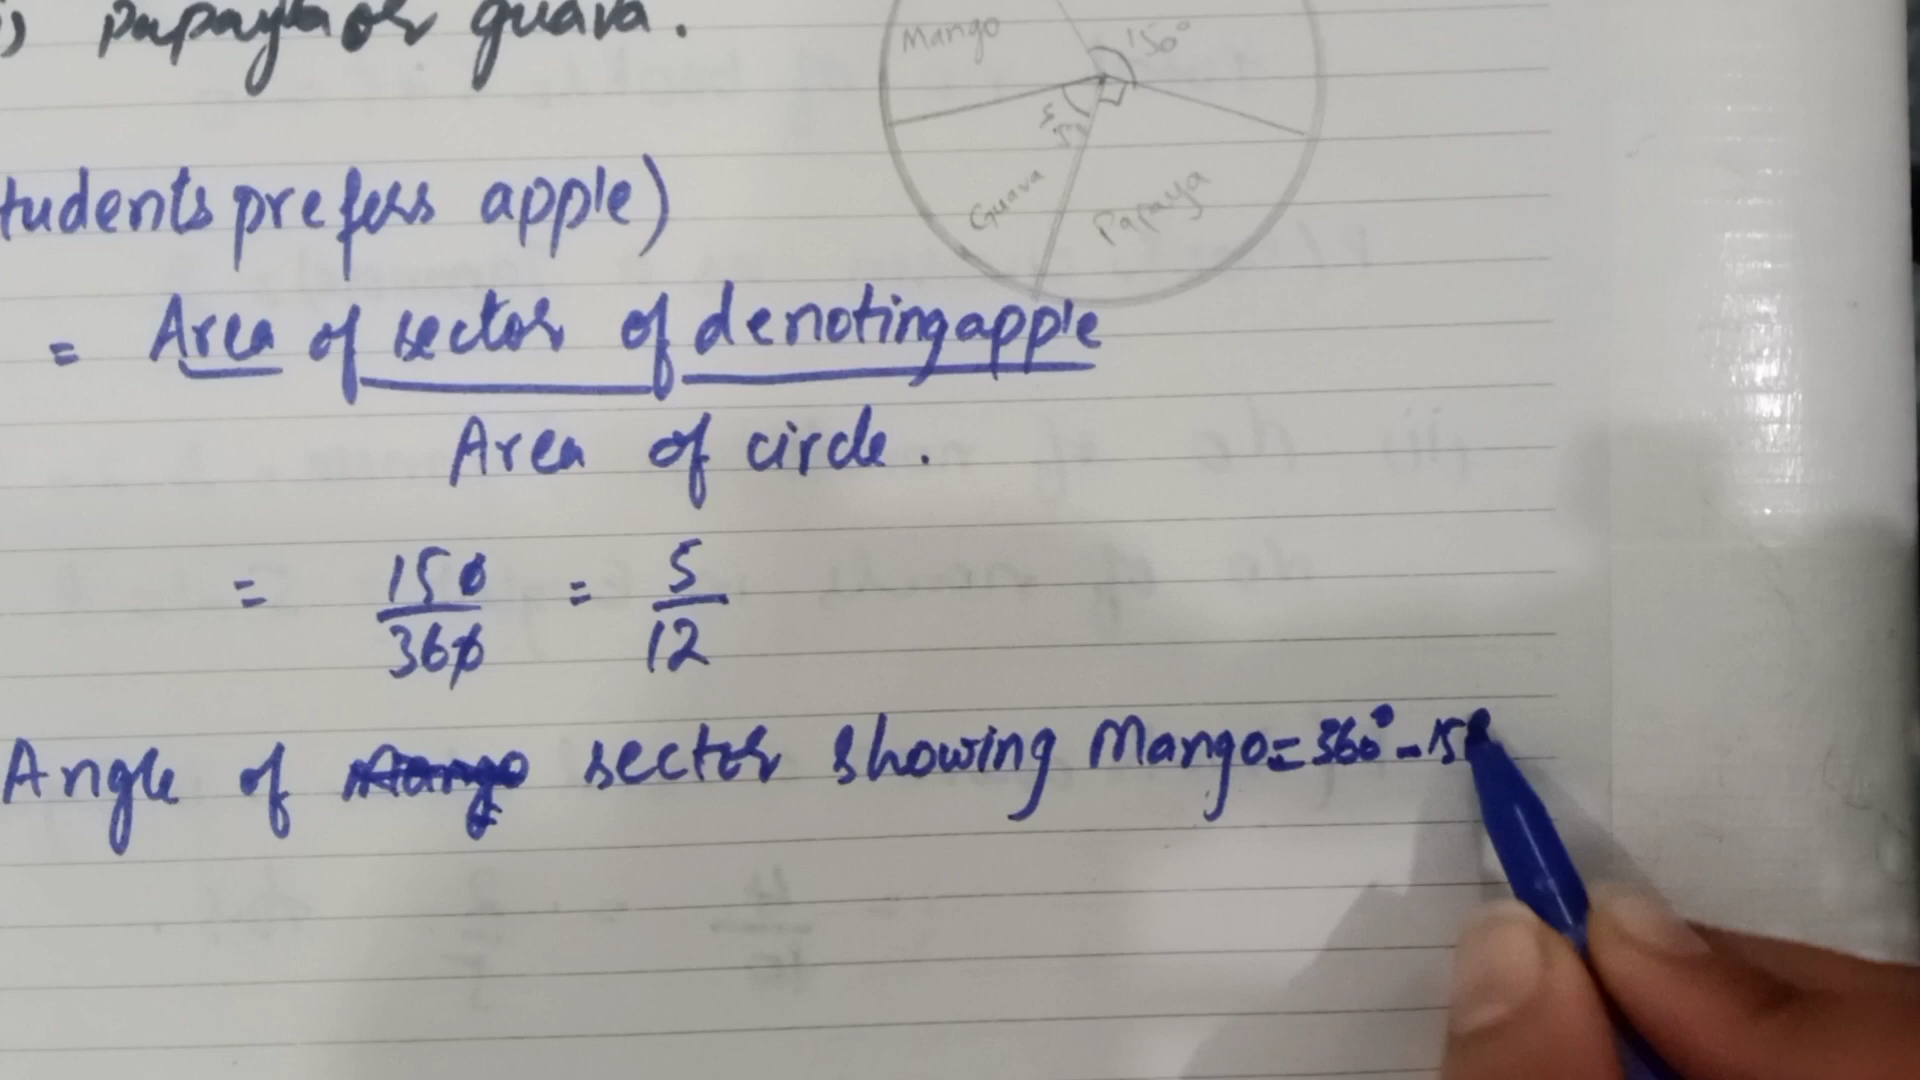 Papaya or guava.
Mango
150°
Guava
Papaya
tudents prefers apple)
= Area of sector of denoting apple
Area of circle.
= 150 = 5
360 12
Angle of sector showing Mango = 360° - 15